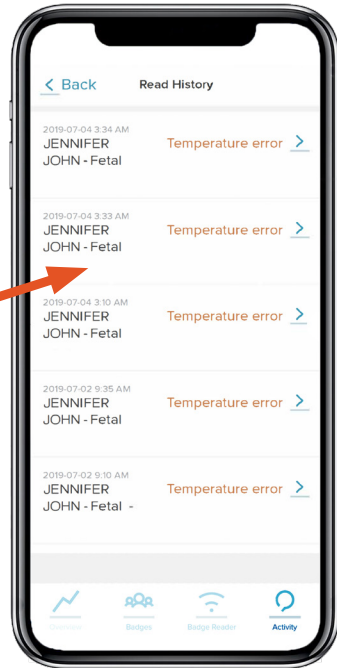 < Back Read History
2019-07-04 3:34 AM
JENNIFER Temperature error >
JOHN - Fetal
2019-07-04 3:33 AM
JENNIFER Temperature error >
JOHN - Fetal
2019-07-04 3:10 AM
JENNIFER Temperature error >
JOHN - Fetal
2019-07-02 9:35 AM
JENNIFER Temperature error >
JOHN - Fetal
2019-07-02 9:10 AM
JENNIFER Temperature error >
JOHN - Fetal -
Badges Badge Reader Activity